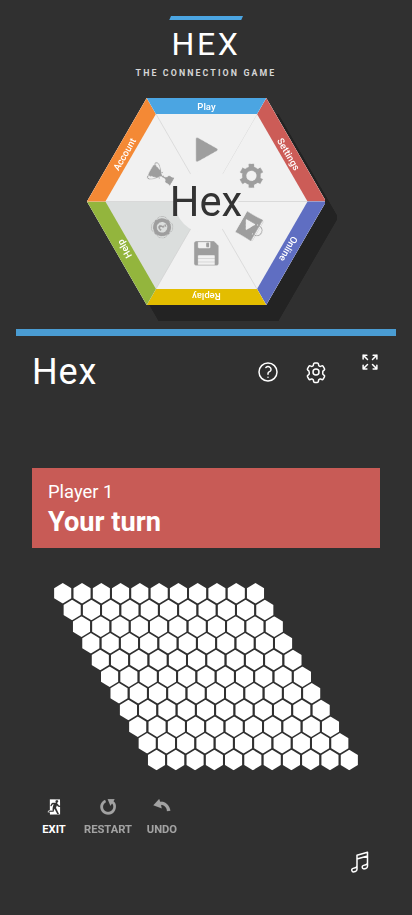 HEX
THE CONNECTION GAME
Play
Account
Settings
Hex
Help
Online
Replay
Hex
Player 1
Your turn
EXIT
RESTART
UNDO